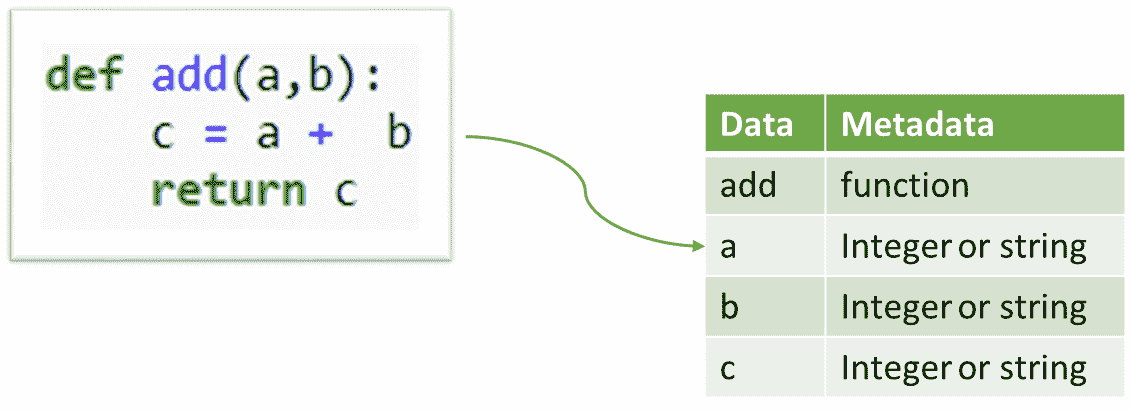 def add(a,b):
    c = a +  b
    return c
Data Metadata
add function
a Integer or string
b Integer or string
c Integer or string